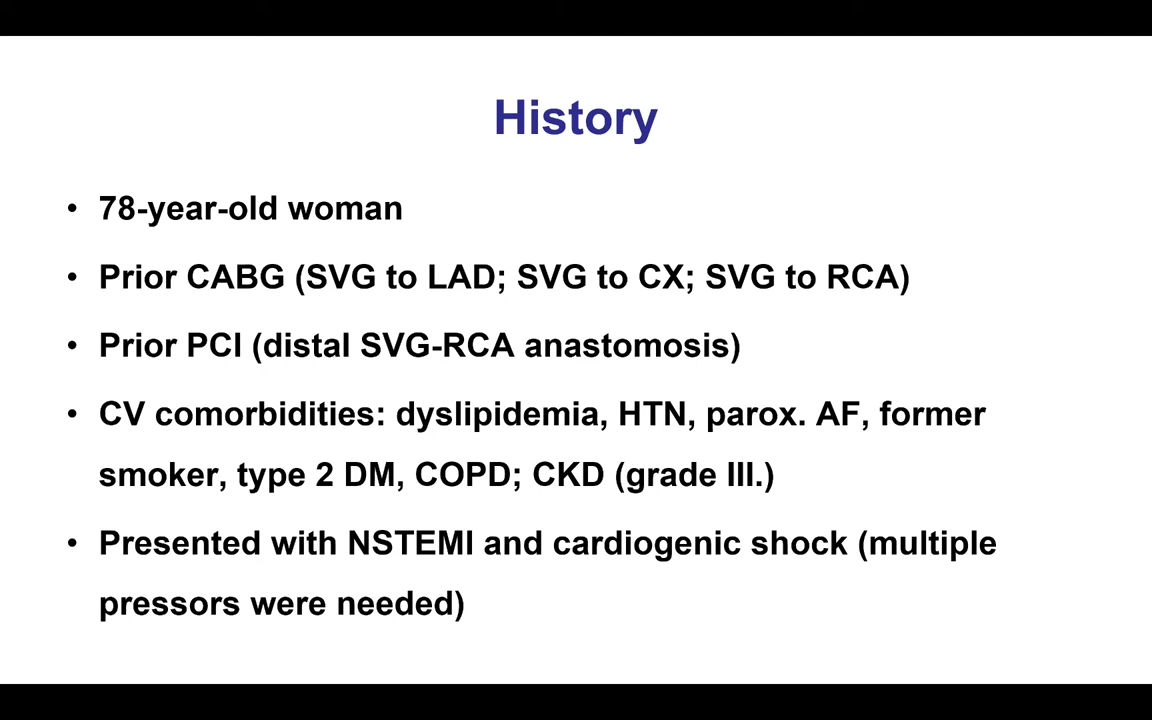 History
• 78-year-old woman
• Prior CABG (SVG to LAD; SVG to CX; SVG to RCA)
• Prior PCI (distal SVG-RCA anastomosis)
• CV comorbidities: dyslipidemia, HTN, parox. AF, former
smoker, type 2 DM, COPD; CKD (grade III.)
• Presented with NSTEMI and cardiogenic shock (multiple
pressors were needed)